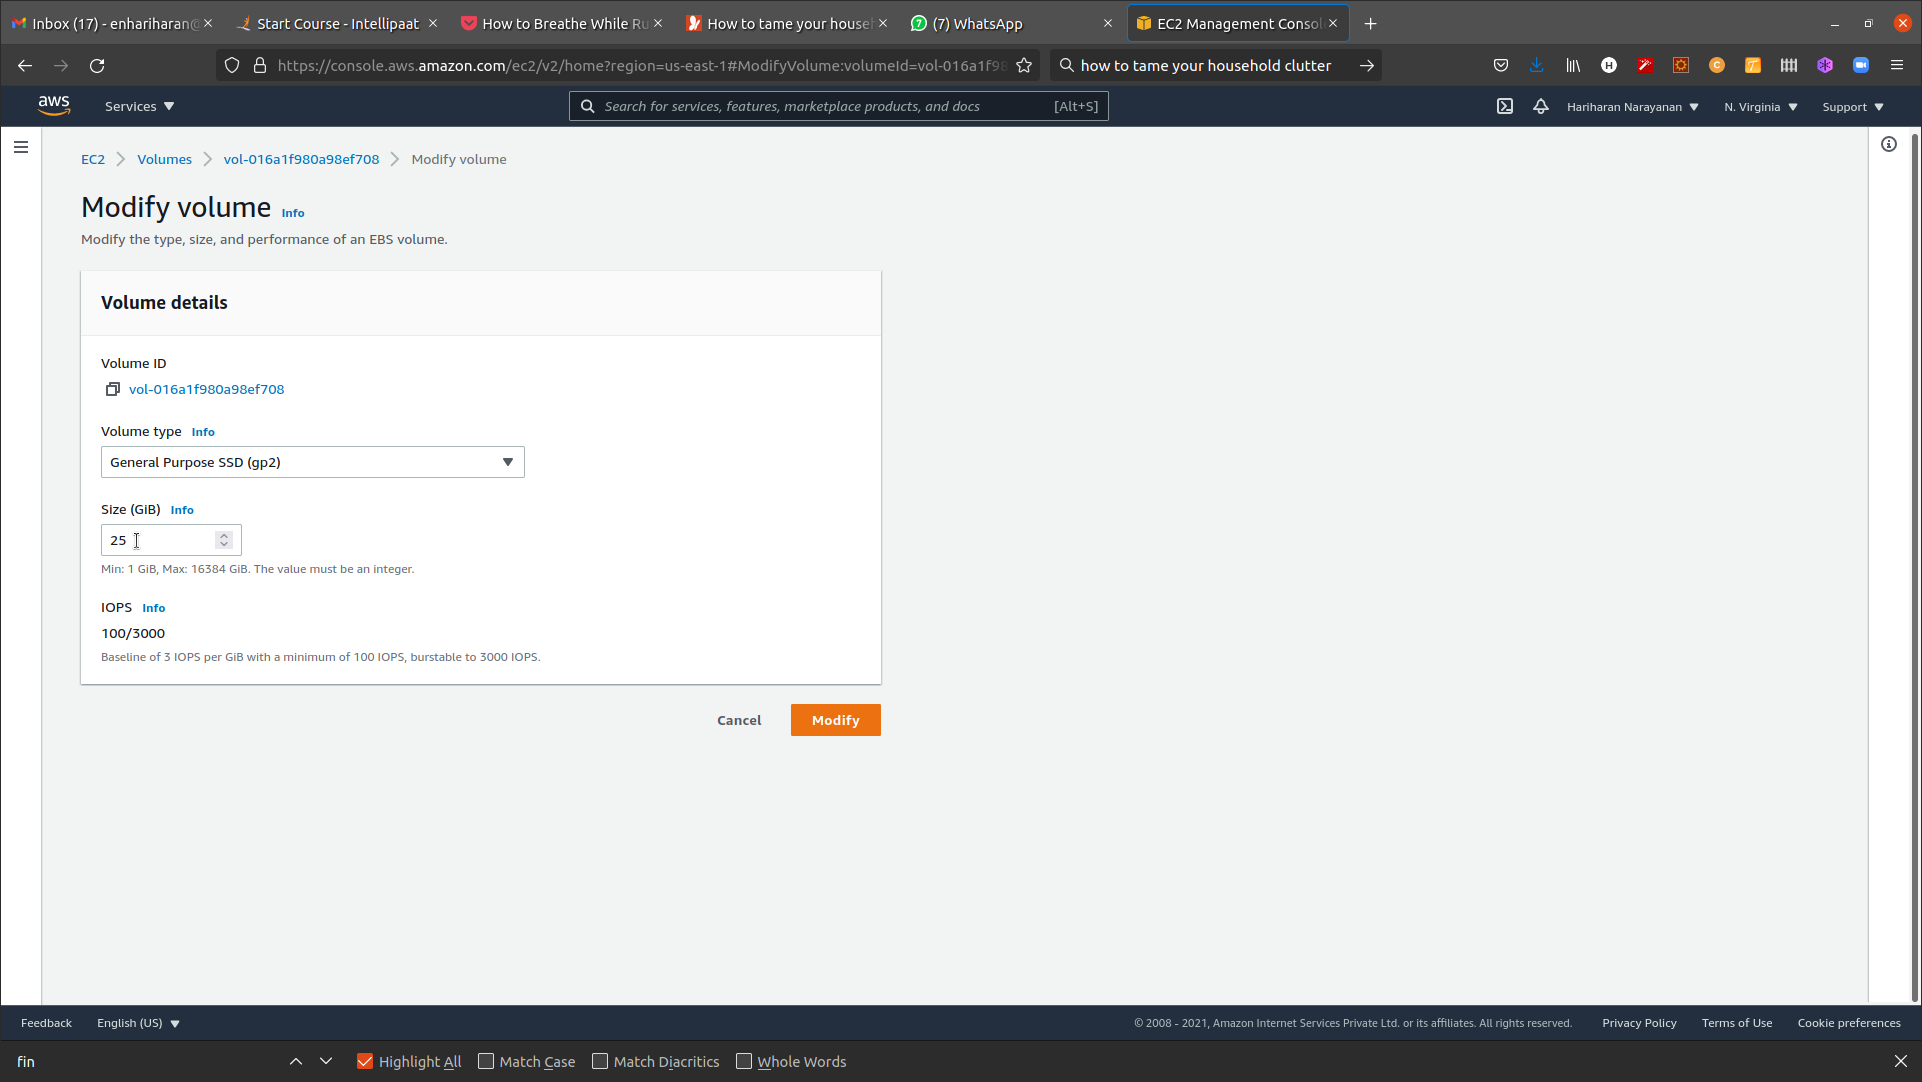 Inbox (17) - enhariharan@
Start Course - Intellipaat
How to Breathe While Ru
How to tame your househ
(7) WhatsApp
EC2 Management Consol
https://console.aws.amazon.com/ec2/v2/home?region=us-east-1#ModifyVolume:volumeId=vol-016a1f98
how to tame your household clutter
aws
Services
Search for services, features, marketplace products, and docs
[Alt+S]
Hariharan Narayanan
N. Virginia
Support
EC2
Volumes
vol-016a1f980a98ef708
Modify volume
Modify volume Info
Modify the type, size, and performance of an EBS volume.
Volume details
Volume ID
vol-016a1f980a98ef708
Volume type Info
General Purpose SSD (gp2)
Size (GiB) Info
25
Min: 1 GiB, Max: 16384 GiB. The value must be an integer.
IOPS Info
100/3000
Baseline of 3 IOPS per GiB with a minimum of 100 IOPS, burstable to 3000 IOPS.
Cancel
Modify
Feedback
English (US)
© 2008 - 2021, Amazon Internet Services Private Ltd. or its affiliates. All rights reserved.
Privacy Policy
Terms of Use
Cookie preferences
fin
Highlight All
Match Case
Match Diacritics
Whole Words